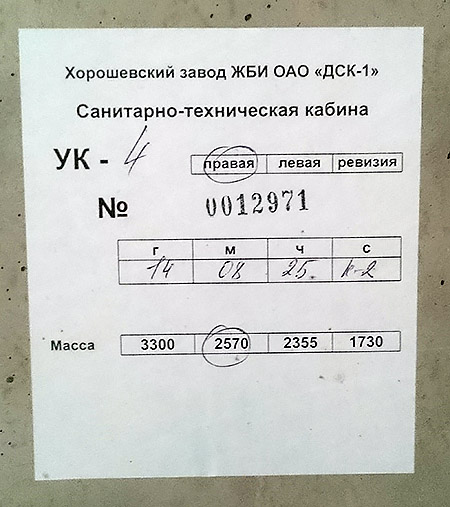 Хорошевский завод ЖБИ ОАО «ДСК-1»
Санитарно-техническая кабина
УК - 4 правая левая ревизия
№ 0012971
г м ч с
14 08 25. к-2
Масса 3300 2570 2355 1730